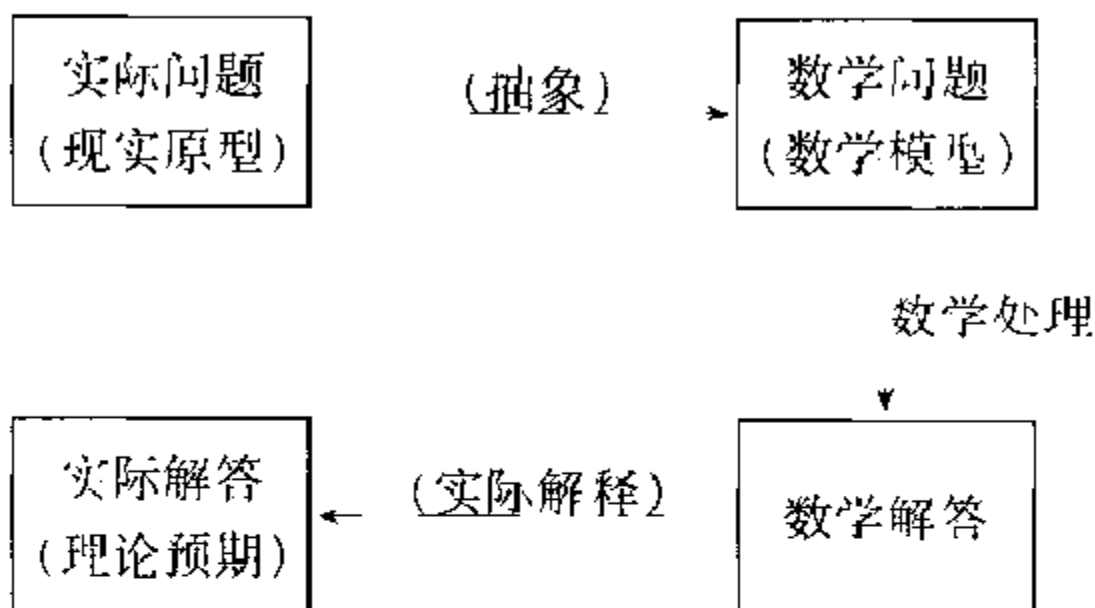 实际问题
(现实原型)
(抽象)
数学问题
(数学模型)
数学处理
实际解答
(理论预期)
(实际解释)
数学解答